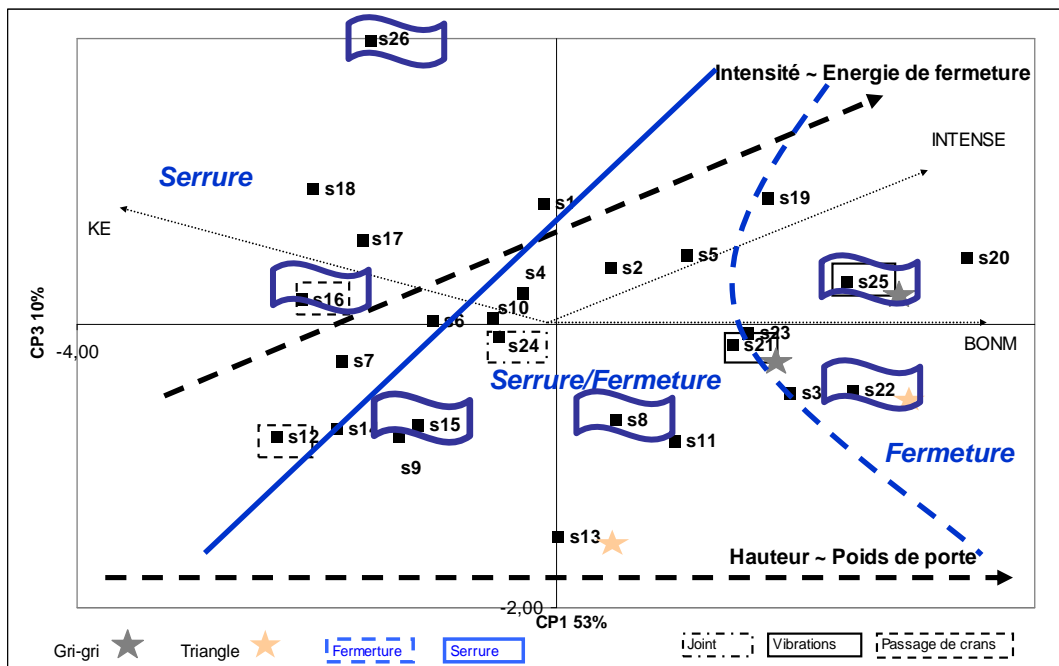 s26
Intensité ~ Energie de fermeture
INTENSE
Serrure
s18
s19
s1
KE
s17
s5
s2
s20
s4
s25
s16
s10
s6
s23
CP3 10%
-4,00
s24
s21
BONM
s7
Serrure/Fermeture
s3
s22
s15
s8
s12
s14
s11
s9
Fermeture
s13
Hauteur ~ Poids de porte
-2,00
CP1 53%
Gri-gri
Triangle
Fermerture
Serrure
Joint
Vibrations
Passage de crans